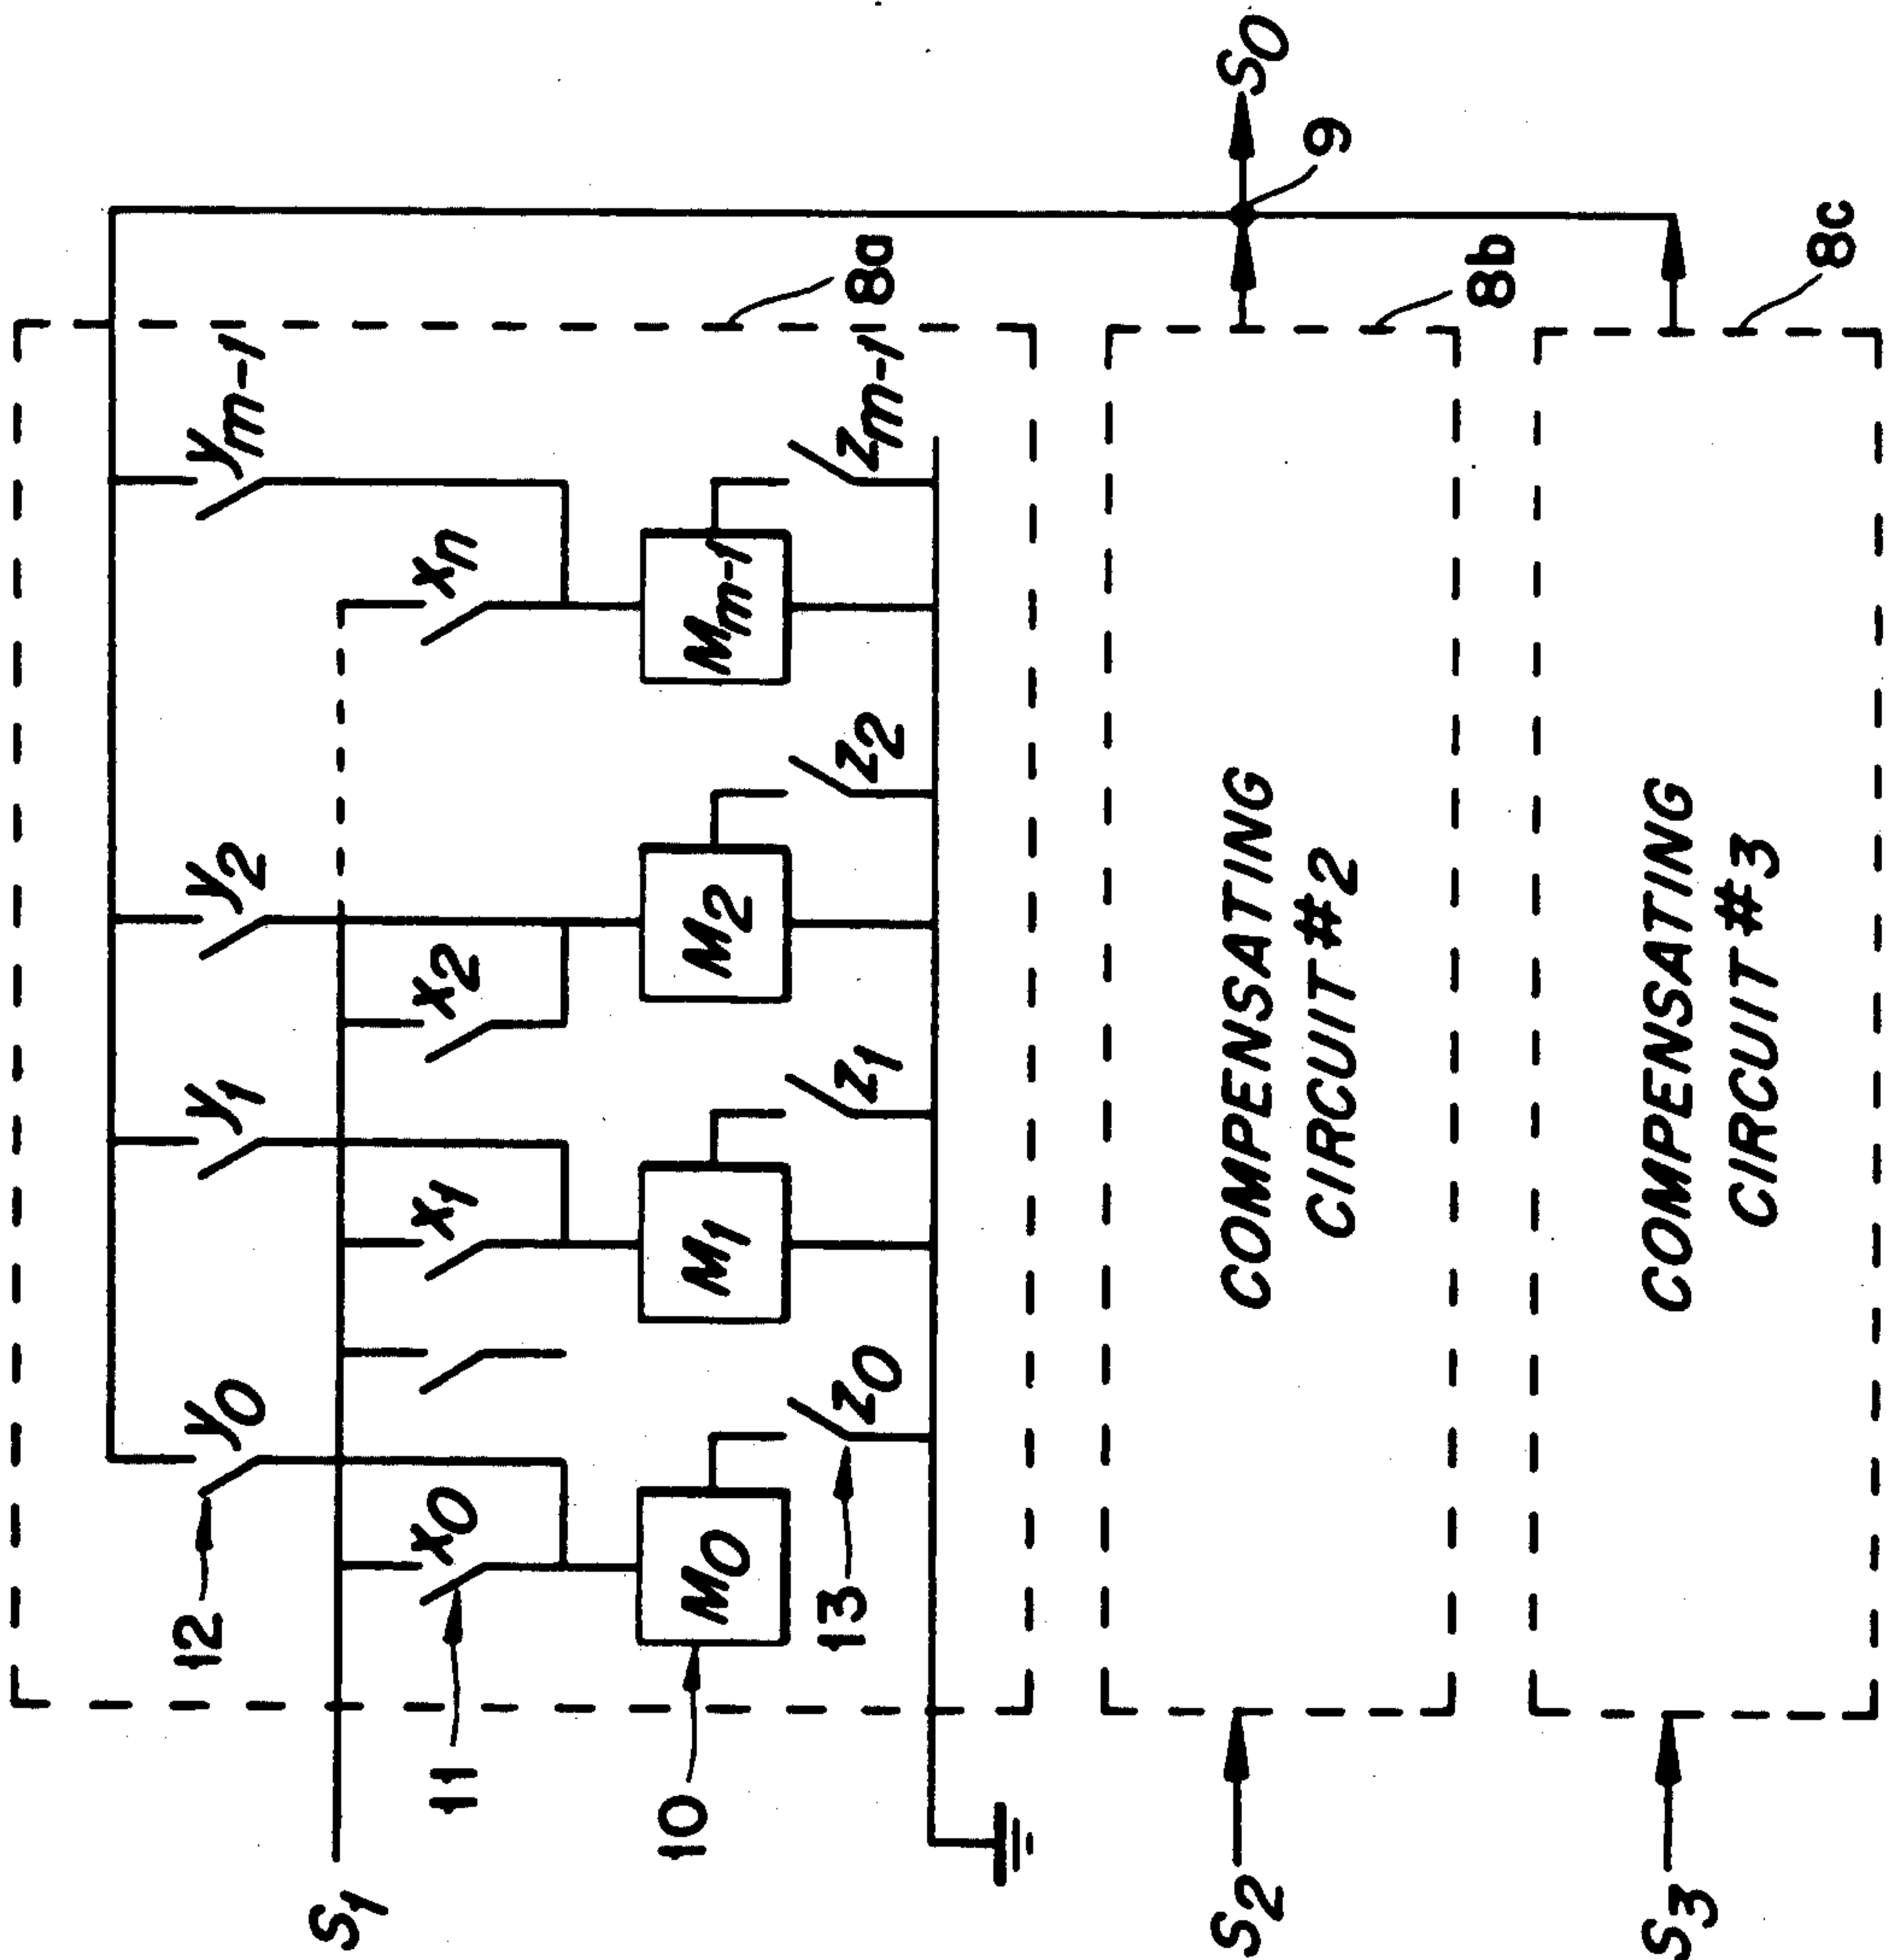 S1
12
y0
y1
y2
ym-1
11
x0
x1
x2
xn
10
M0
M1
M2
Mm-1
13
z0
z1
z2
zm-1
8a
S2
COMPENSATING
CIRCUIT #2
8b
9
S0
S3
COMPENSATING
CIRCUIT #3
8c